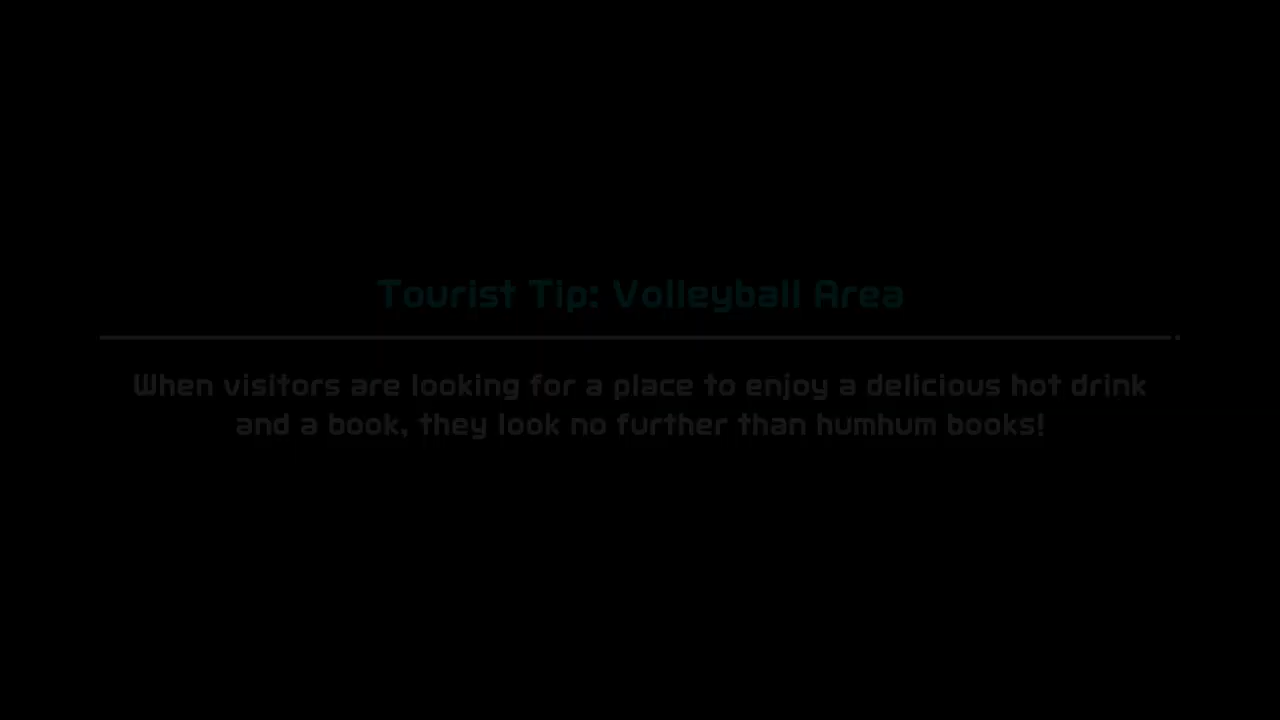 Tourist Tip: Volleyball Area
When visitors are looking for a place to enjoy a delicious hot drink
and a book, they look no further than humhum books!